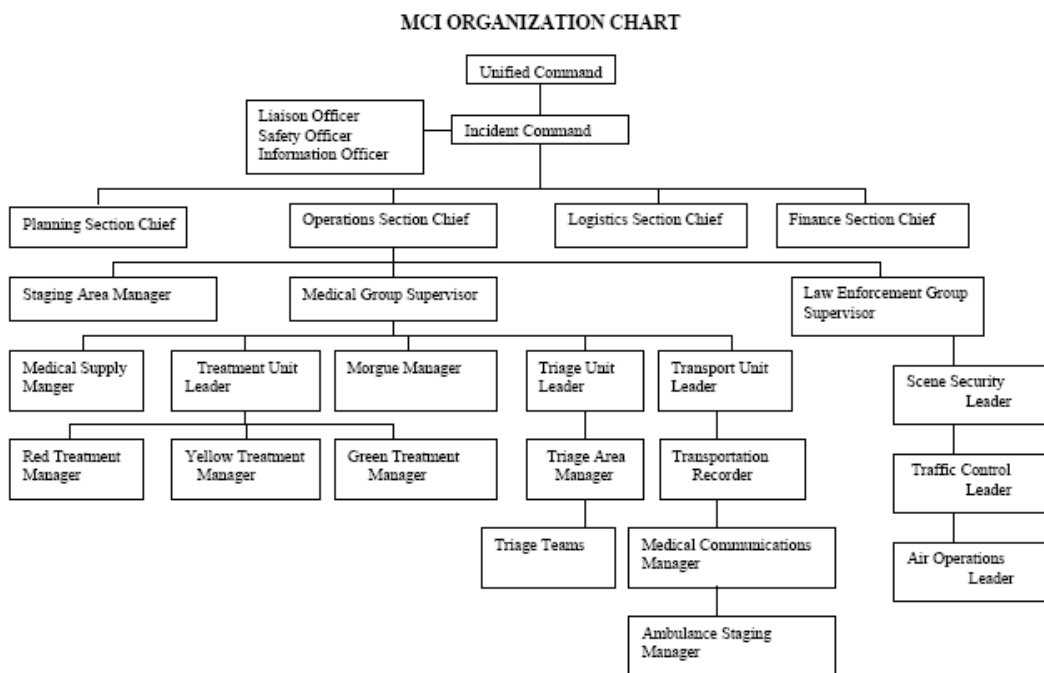 MCI ORGANIZATION CHART
Unified Command
Liaison Officer
Safety Officer
Information Officer
Incident Command
Planning Section Chief
Operations Section Chief
Logistics Section Chief
Finance Section Chief
Staging Area Manager
Medical Group Supervisor
Law Enforcement Group
Supervisor
Medical Supply
Manger
Treatment Unit
Leader
Morgue Manager
Triage Unit
Leader
Transport Unit
Leader
Scene Security
Leader
Red Treatment
Manager
Yellow Treatment
Manager
Green Treatment
Manager
Triage Area
Manager
Transportation
Recorder
Traffic Control
Leader
Triage Teams
Medical Communications
Manager
Air Operations
Leader
Ambulance Staging
Manager